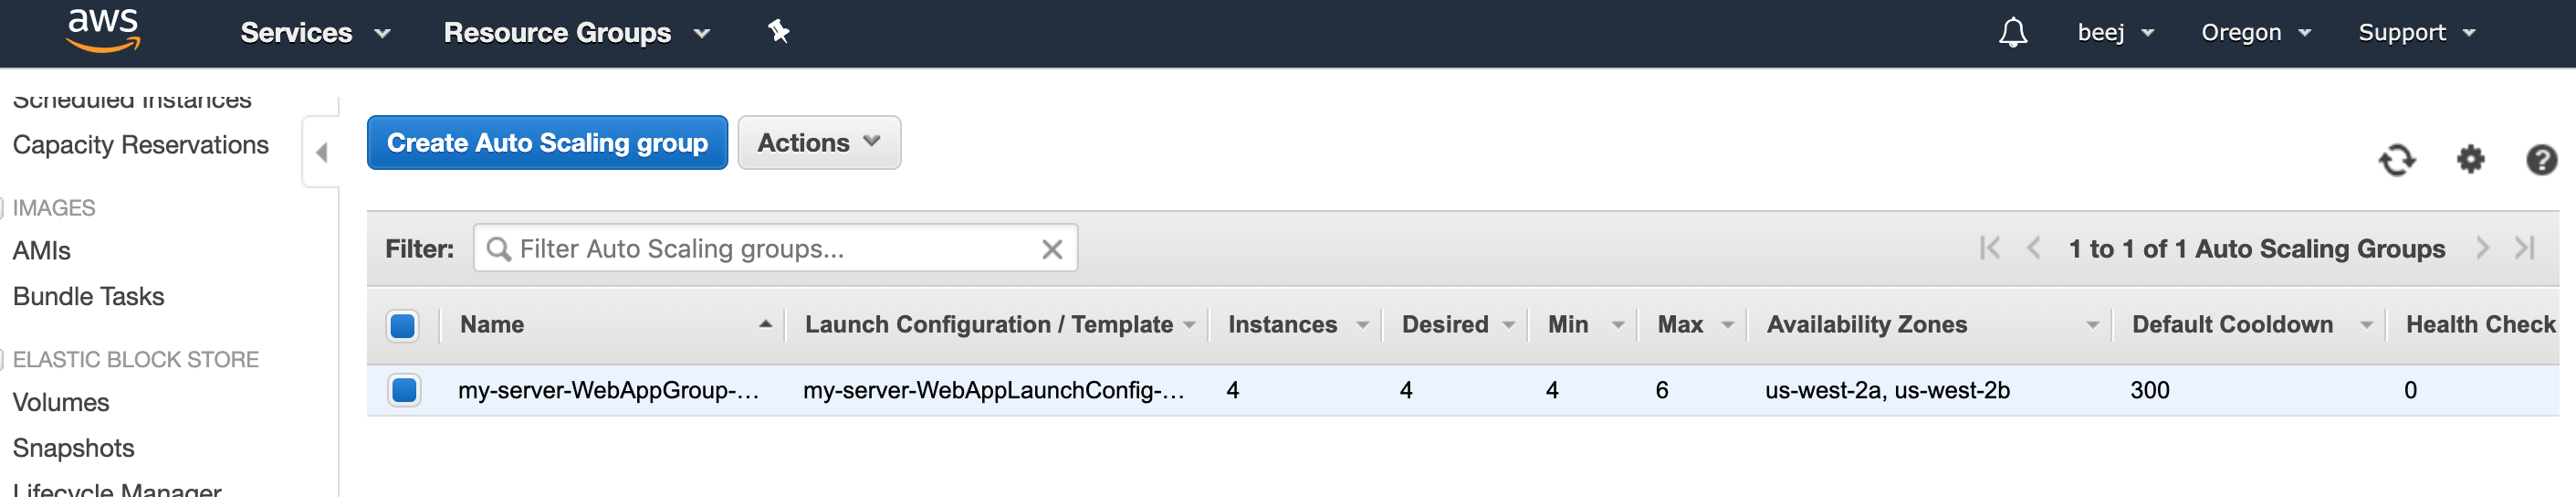 aws Services Resource Groups beej Oregon Support
Scheduled Instances
Capacity Reservations
IMAGES
AMIs
Bundle Tasks
ELASTIC BLOCK STORE
Volumes
Snapshots
Lifecycle Manager
Create Auto Scaling group Actions
Filter: Filter Auto Scaling groups... 1 to 1 of 1 Auto Scaling Groups
Name Launch Configuration / Template Instances Desired Min Max Availability Zones Default Cooldown Health Check
my-server-WebAppGroup-... my-server-WebAppLaunchConfig-... 4 4 4 6 us-west-2a, us-west-2b 300 0